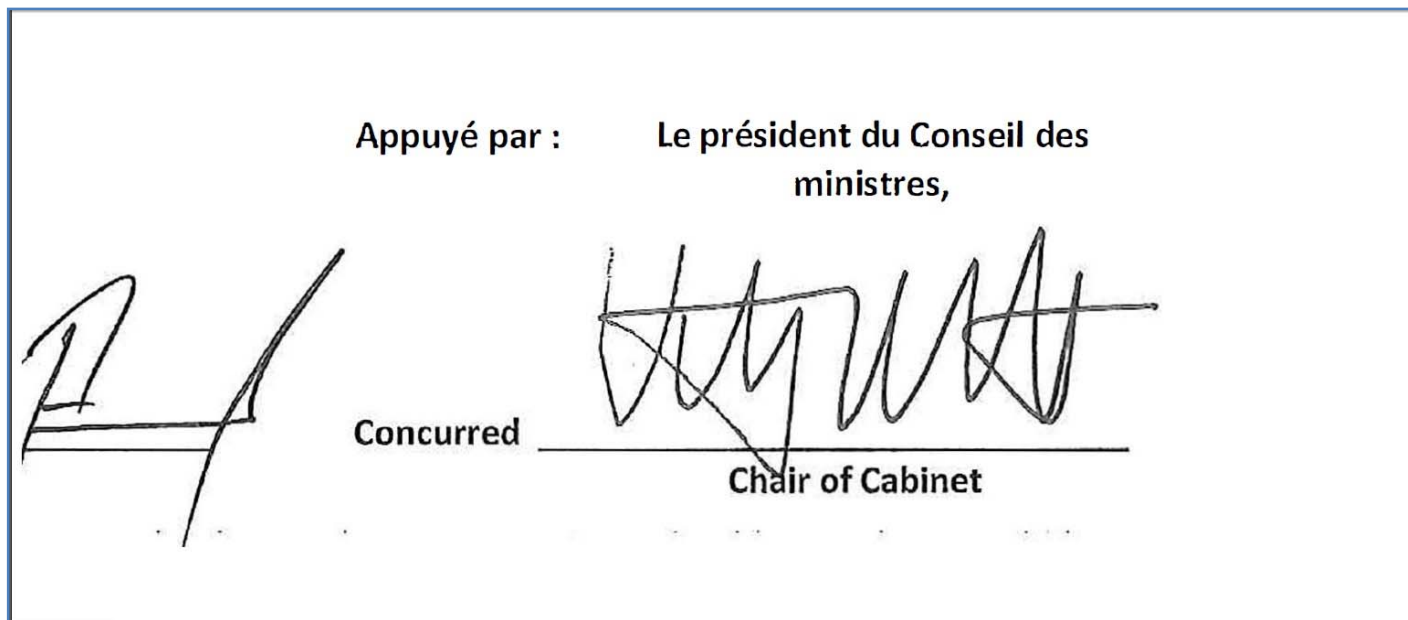 Appuyé par : Le président du Conseil des
ministres,
Concurred
Chair of Cabinet